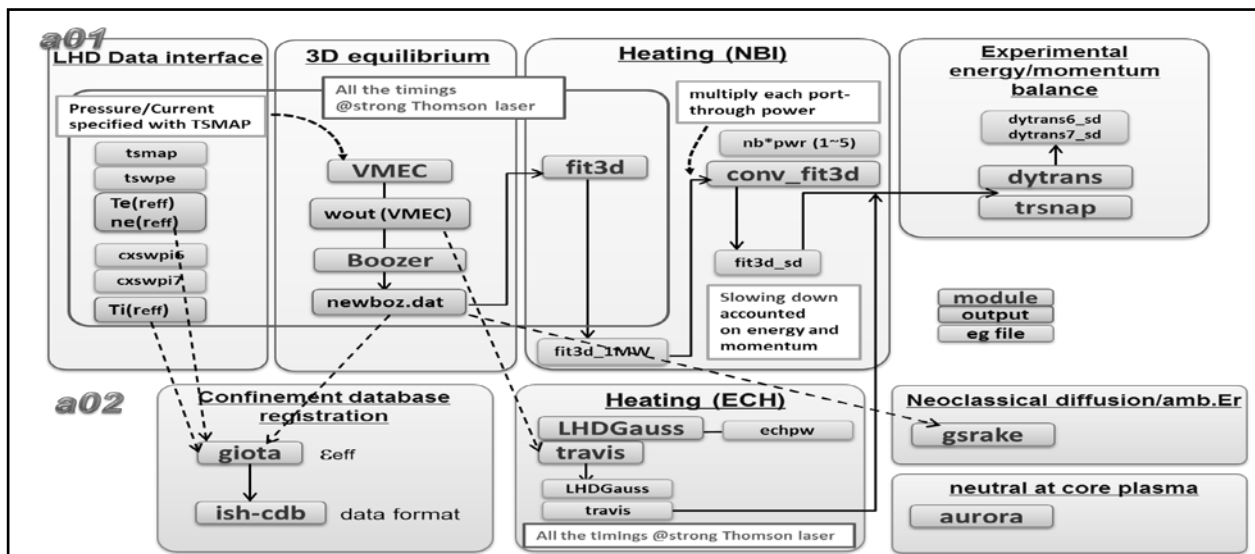 a01
LHD Data interface
Pressure/Current
specified with TSMAP
tsmap
tswpe
Te(reff)
ne(reff)
cxswpi6
cxswpi7
Ti(reff)
3D equilibrium
All the timings
@strong Thomson laser
VMEC
wout (VMEC)
Boozer
newboz.dat
Heating (NBI)
multiply each port-
through power
nb*pwr (1~5)
fit3d
conv_fit3d
fit3d_sd
Slowing down
accounted
on energy and
momentum
fit3d_1MW
Experimental
energy/momentum
balance
dytrans6_sd
dytrans7_sd
dytrans
trsnap
module
output
eg file
a02
Confinement database
registration
giota
εeff
ish-cdb
data format
Heating (ECH)
LHDGauss
echpw
travis
LHDGauss
travis
All the timings @strong Thomson laser
Neoclassical diffusion/amb.Er
gsrake
neutral at core plasma
aurora